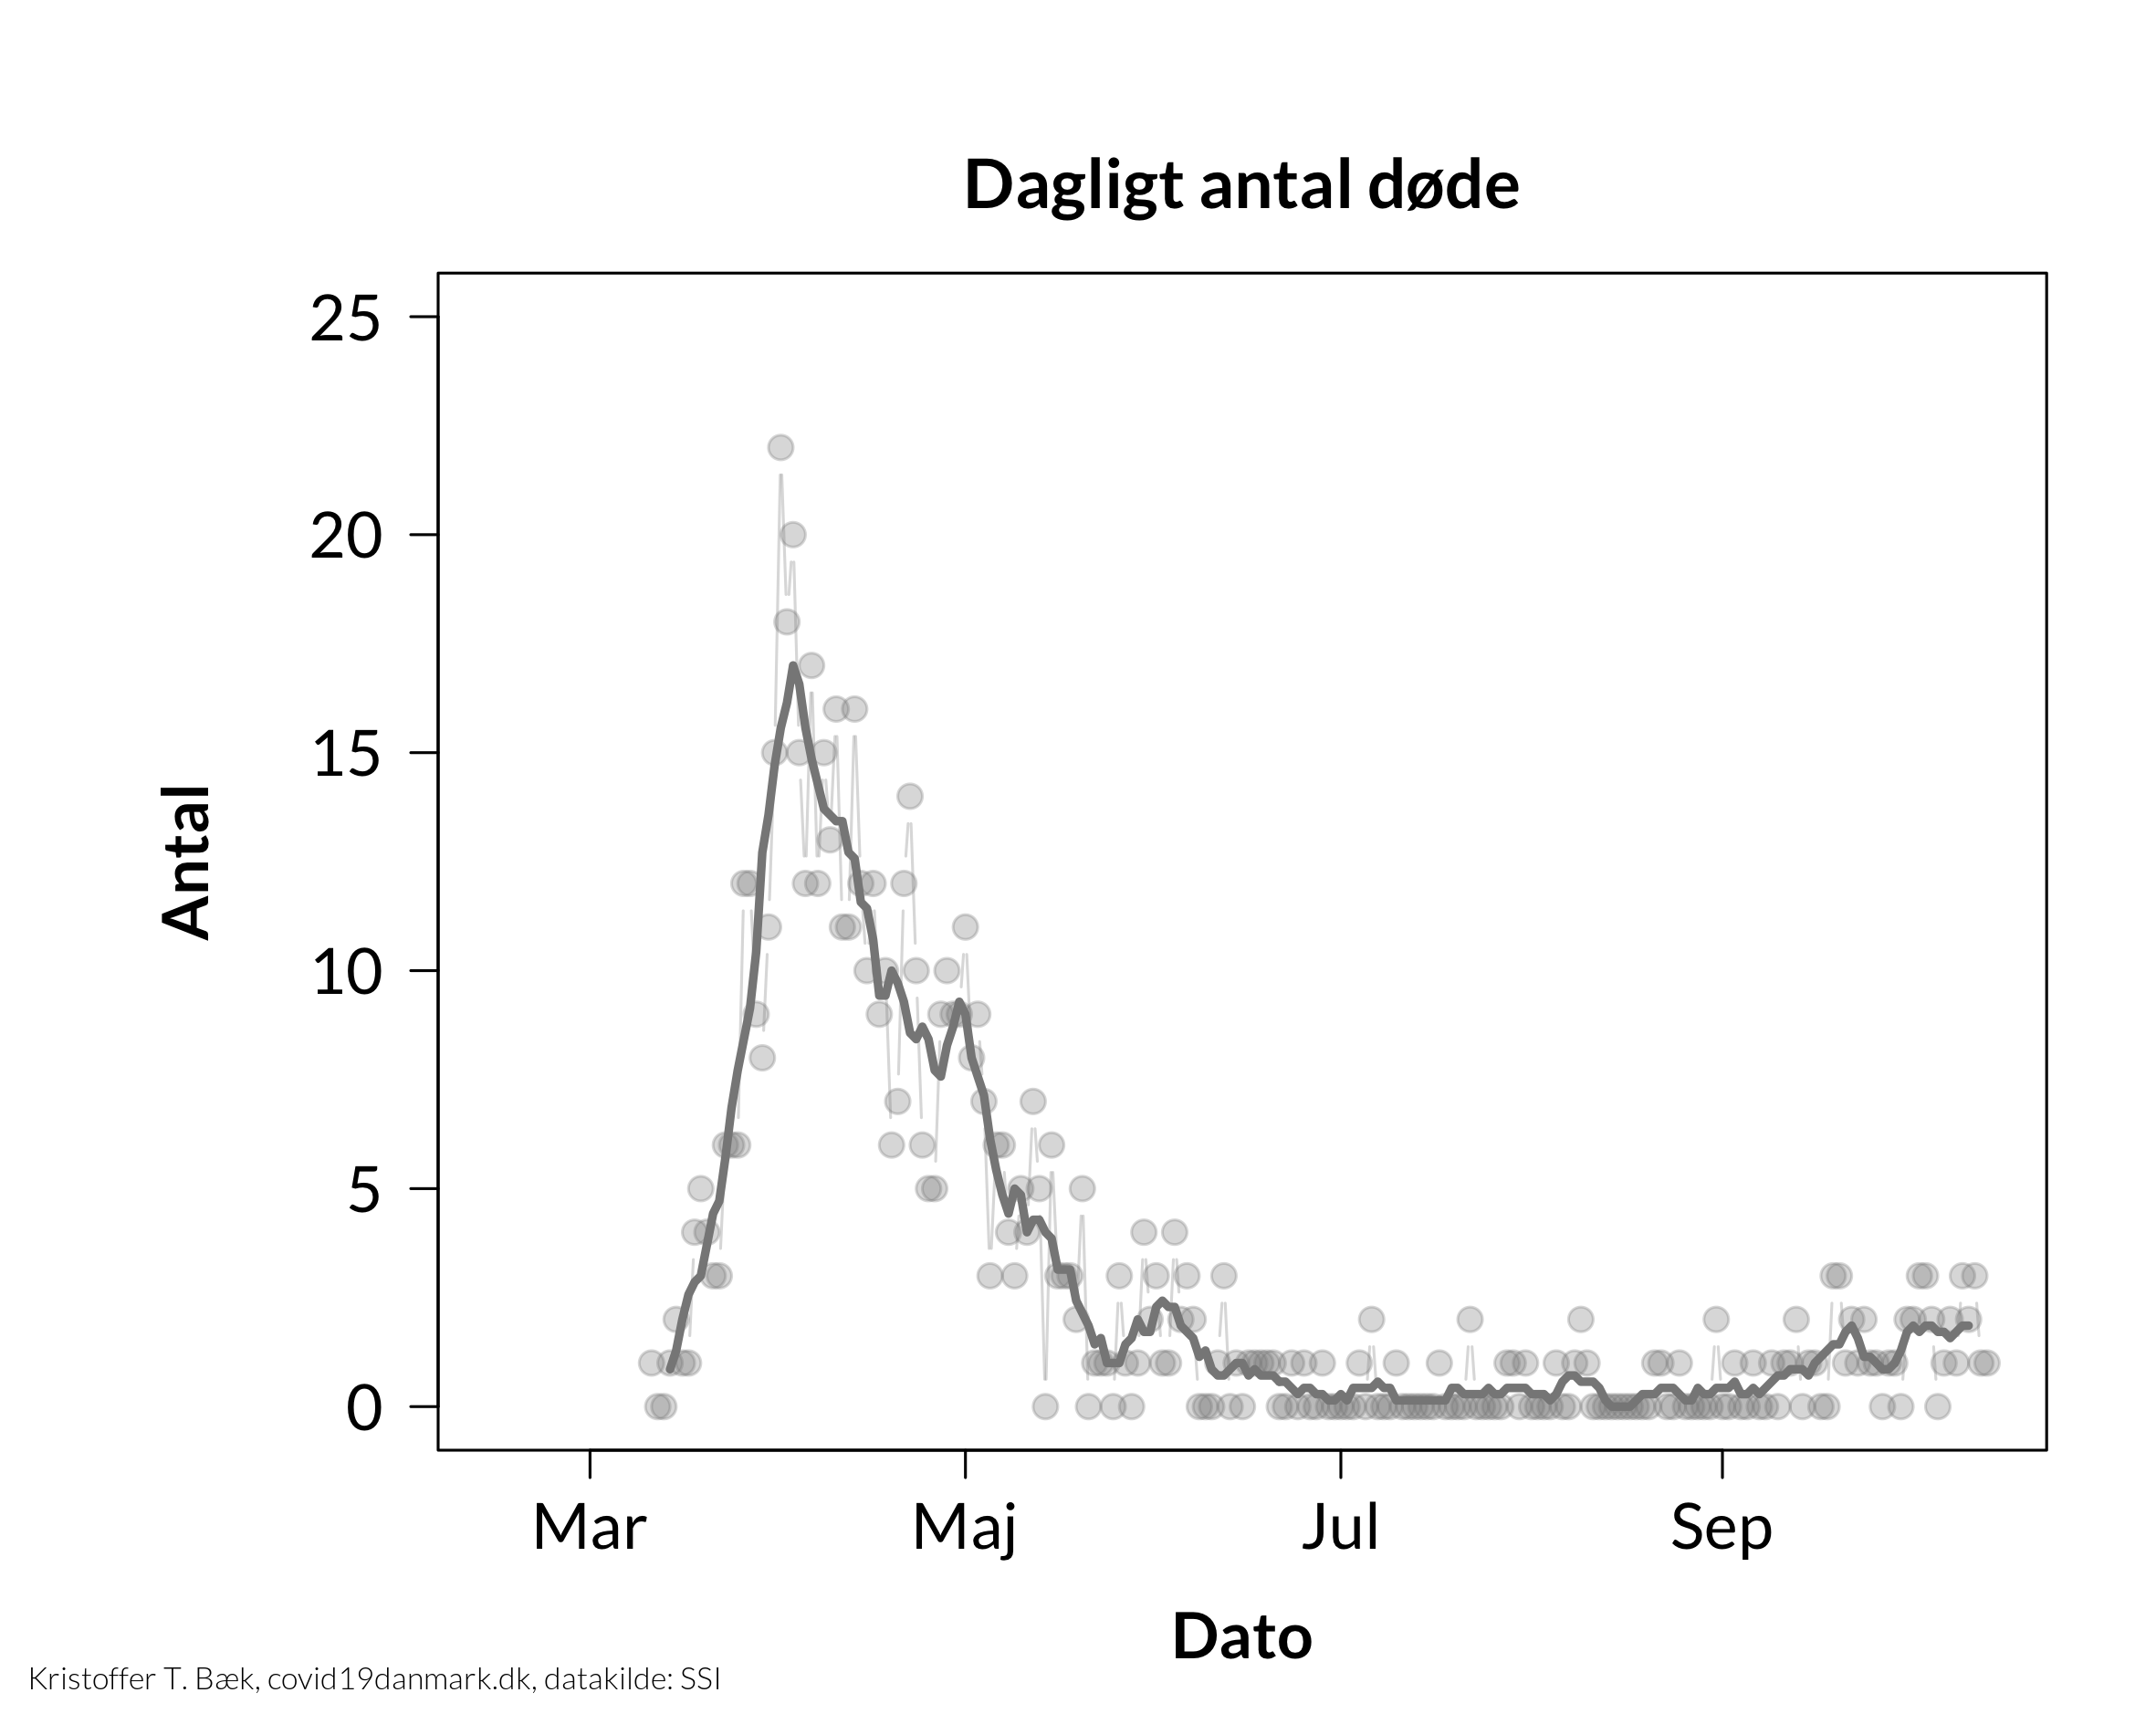 Dagligt antal døde
25
20
15
10
5
0
Antal
Mar Maj Jul Sep
Dato
Kristoffer T. Bæk, covid19danmark.dk, datakilde: SSI